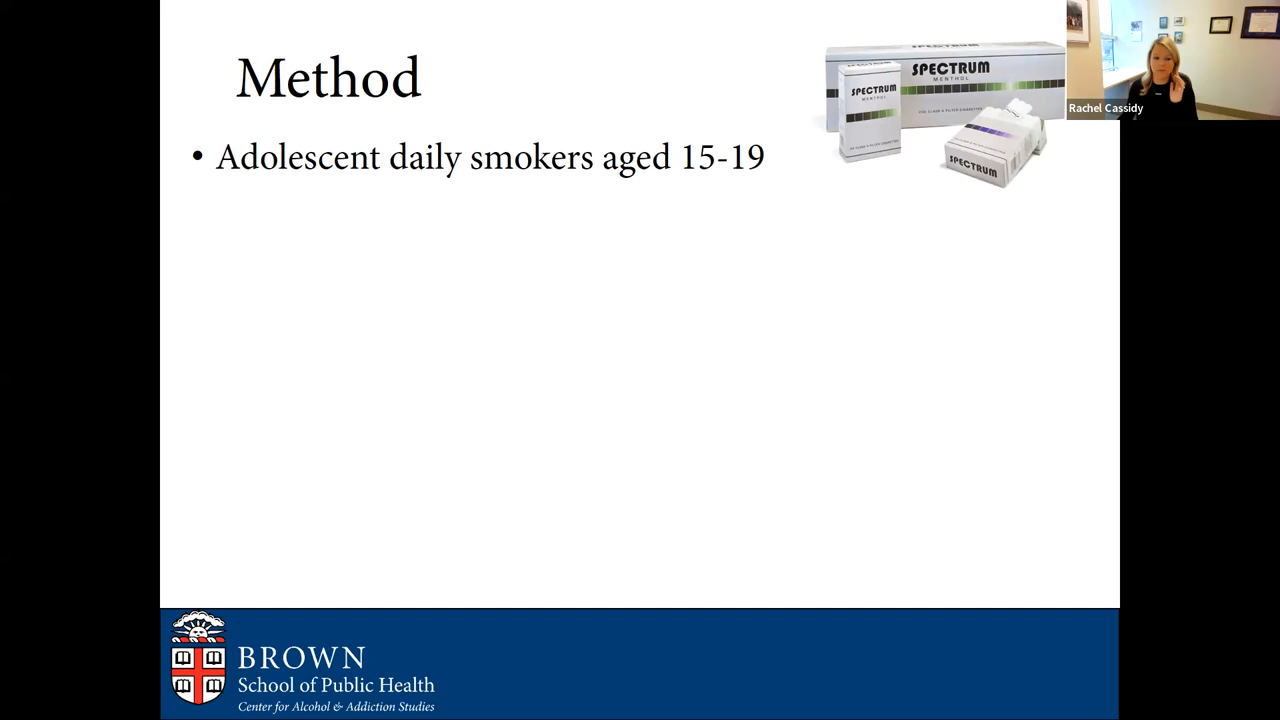 Method
• Adolescent daily smokers aged 15-19
SPECTRUM
MENTHOL
SPECTRUM
MENTHOL
SPECTRUM
Rachel Cassidy
BROWN
School of Public Health
Center for Alcohol & Addiction Studies